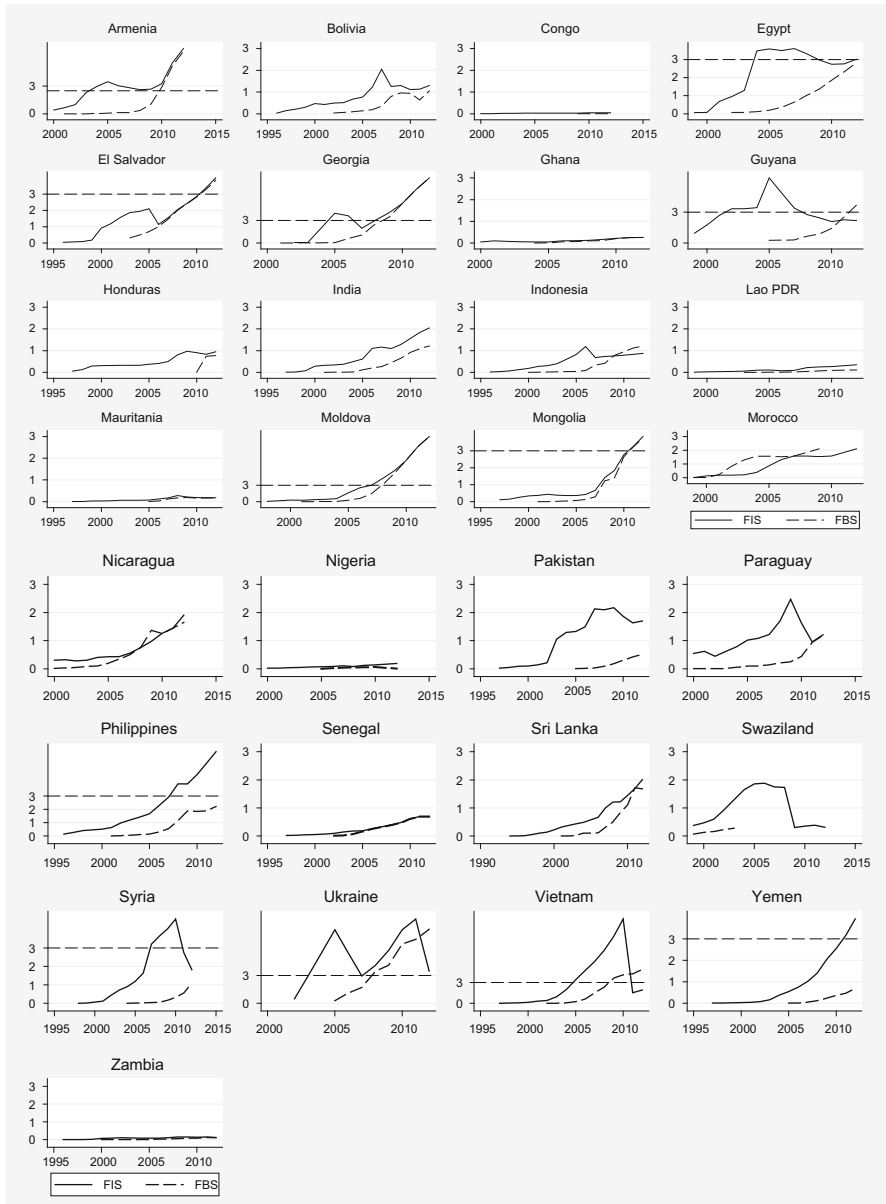 Armenia Bolivia Congo Egypt
3 0 3 2 1 0 3 2 1 0 3 2 1 0
2000 2005 2010 2015 1995 2000 2005 2010 2000 2005 2010 2015 2000 2005 2010
El Salvador Georgia Ghana Guyana
3 2 1 0 3 0 3 2 1 0 3 0
1995 2000 2005 2010 2000 2005 2010 2000 2005 2010 2000 2005 2010
Honduras India Indonesia Lao PDR
3 2 1 0 3 2 1 0 3 2 1 0 3 2 1 0
1995 2000 2005 2010 1995 2000 2005 2010 1995 2000 2005 2010 2000 2005 2010
Mauritania Moldova Mongolia Morocco
3 2 1 0 3 0 3 2 1 0 3 2 1 0
1995 2000 2005 2010 2000 2005 2010 1995 2000 2005 2010 2000 2005 2010
FIS FBS
Nicaragua Nigeria Pakistan Paraguay
3 2 1 0 3 2 1 0 3 2 1 0 3 2 1 0
2000 2005 2010 2015 2000 2005 2010 2015 1995 2000 2005 2010 2000 2005 2010 2015
Philippines Senegal Sri Lanka Swaziland
3 2 1 0 3 2 1 0 3 2 1 0 3 2 1 0
1995 2000 2005 2010 1995 2000 2005 2010 1990 2000 2010 2000 2005 2010 2015
Syria Ukraine Vietnam Yemen
3 2 1 0 3 0 3 0 3 2 1 0
1995 2000 2005 2010 2015 2000 2005 2010 1995 2000 2005 2010 1995 2000 2005 2010
Zambia
3 2 1 0
1995 2000 2005 2010
FIS FBS